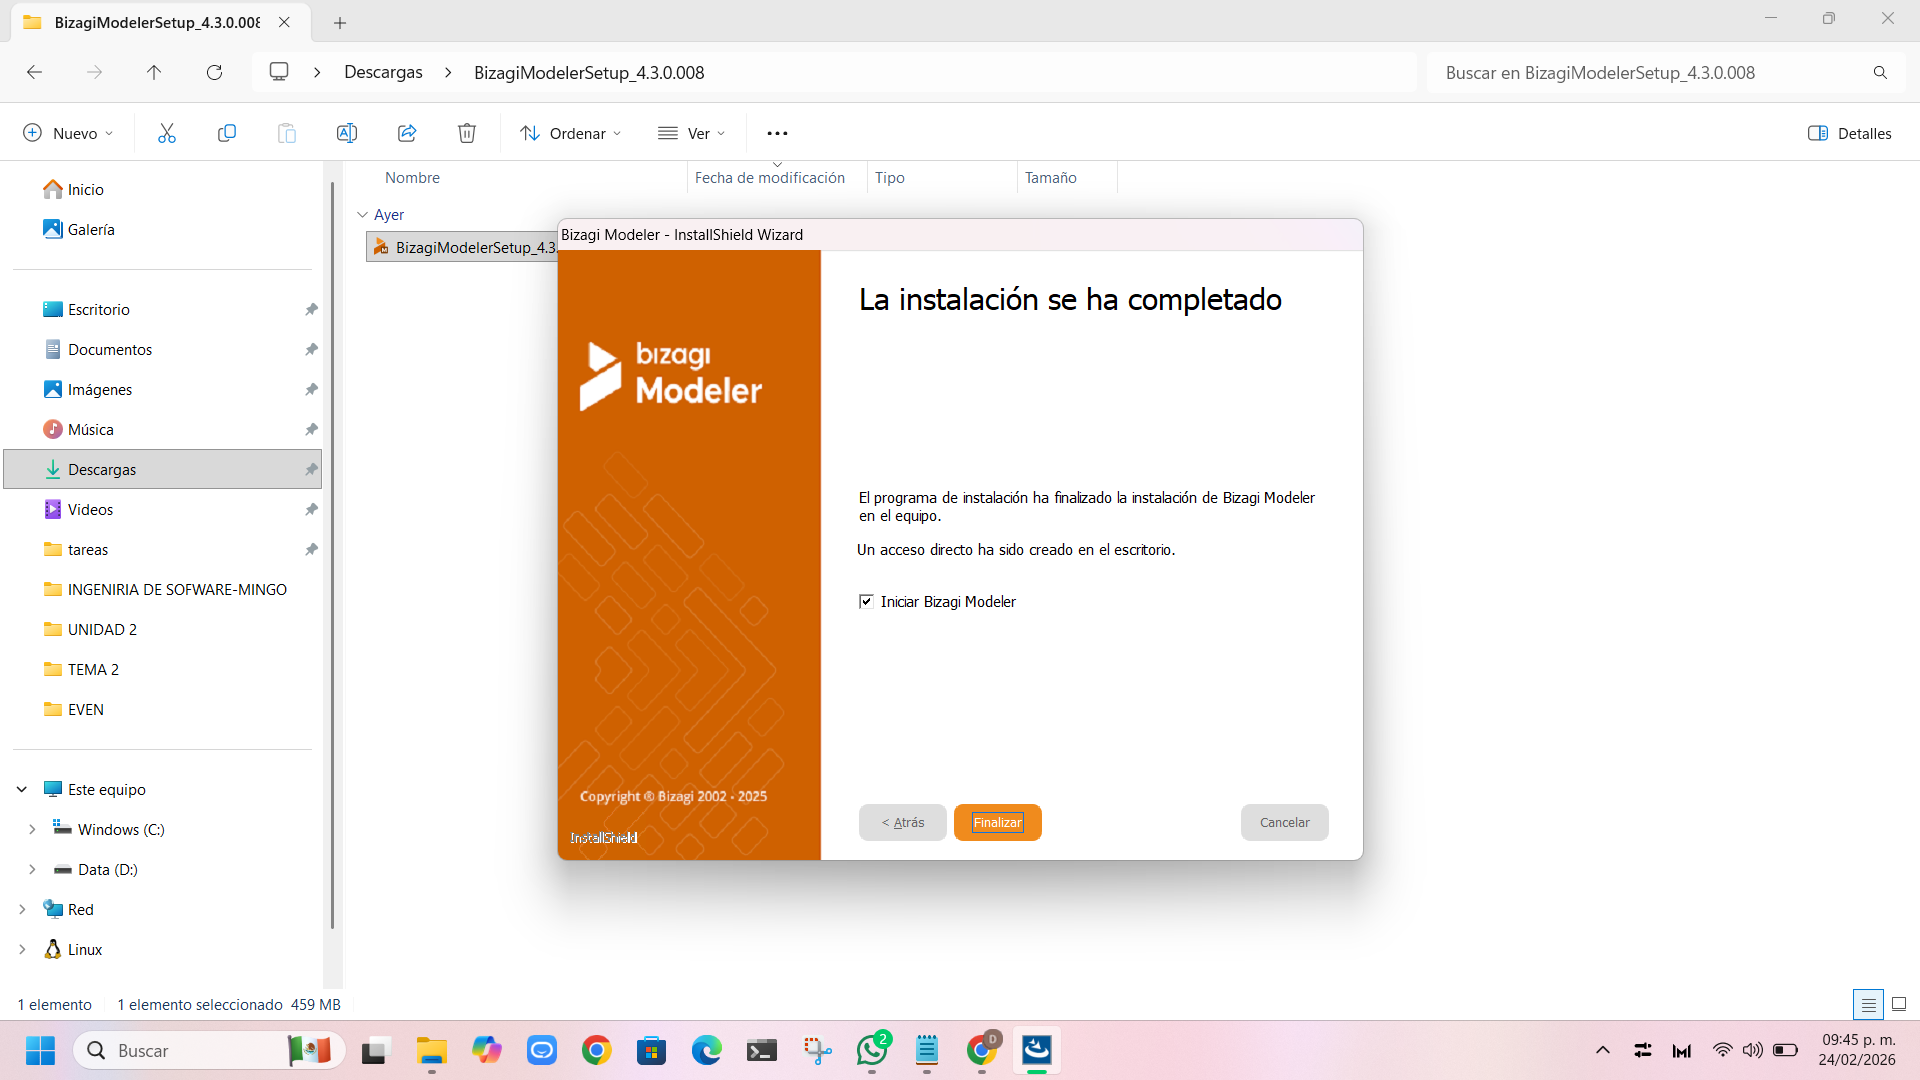 BizagiModelerSetup_4.3.0.008
Descargas
BizagiModelerSetup_4.3.0.008
Buscar en BizagiModelerSetup_4.3.0.008
Nuevo
Ordenar
Ver
Detalles
Inicio
Galería
Escritorio
Documentos
Imágenes
Música
Descargas
Videos
tareas
INGENIRIA DE SOFWARE-MINGO
UNIDAD 2
TEMA 2
EVEN
Este equipo
Windows (C:)
Data (D:)
Red
Linux
Nombre
Fecha de modificación
Tipo
Tamaño
Ayer
BizagiModelerSetup_4.3.
Bizagi Modeler - InstallShield Wizard
bizagi
Modeler
Copyright © Bizagi 2002 - 2025
InstallShield
La instalación se ha completado
El programa de instalación ha finalizado la instalación de Bizagi Modeler
en el equipo.
Un acceso directo ha sido creado en el escritorio.
Iniciar Bizagi Modeler
< Atrás
Finalizar
Cancelar
1 elemento
1 elemento seleccionado 459 MB
Buscar
2
D
09:45 p. m.
24/02/2026